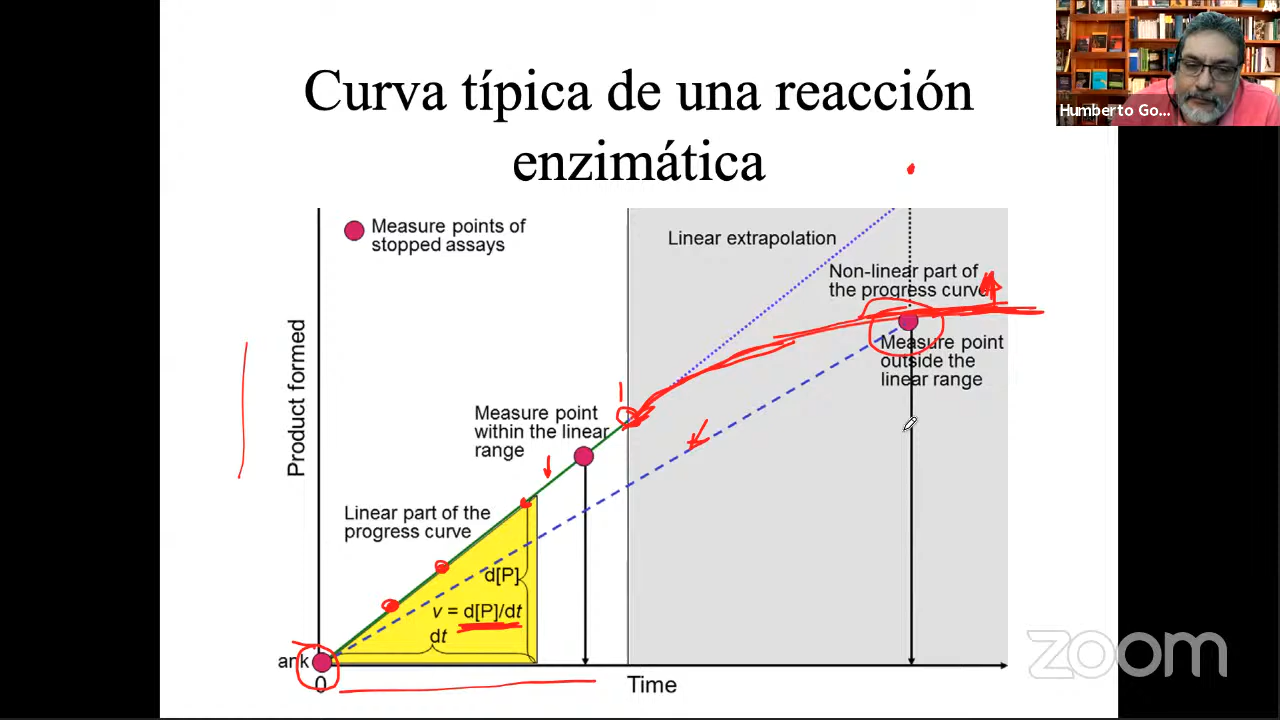 Humberto Go...
Curva típica de una reacción
enzimática
Measure points of
stopped assays
Linear extrapolation
Non-linear part of
the progress curve
Measure point
outside the
linear range
Product formed
Measure point
within the linear
range
Linear part of the
progress curve
d[P]
v = d[P]/dt
dt
ank
0
Time
zoom